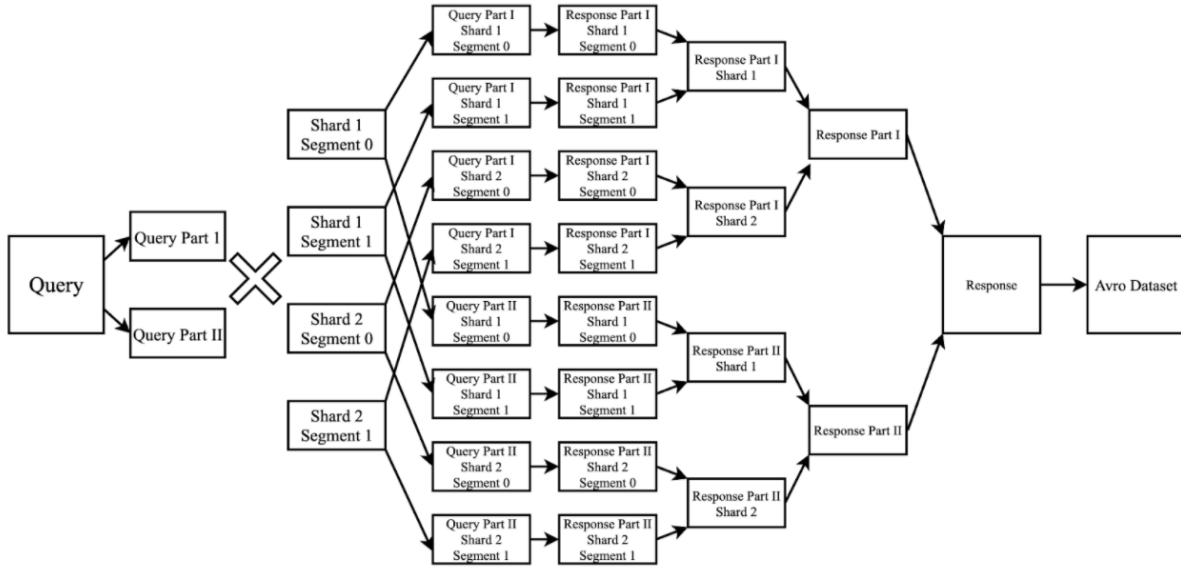 Query
Query Part 1
Query Part II
Shard 1
Segment 0
Shard 1
Segment 1
Shard 2
Segment 0
Shard 2
Segment 1
Query Part I
Shard 1
Segment 0
Query Part I
Shard 1
Segment 1
Query Part I
Shard 2
Segment 0
Query Part I
Shard 2
Segment 1
Query Part II
Shard 1
Segment 0
Query Part II
Shard 1
Segment 1
Query Part II
Shard 2
Segment 0
Query Part II
Shard 2
Segment 1
Response Part I
Shard 1
Segment 0
Response Part I
Shard 1
Segment 1
Response Part I
Shard 2
Segment 0
Response Part I
Shard 2
Segment 1
Response Part II
Shard 1
Segment 0
Response Part II
Shard 1
Segment 1
Response Part II
Shard 2
Segment 0
Response Part II
Shard 2
Segment 1
Response Part I
Shard 1
Response Part I
Shard 2
Response Part II
Shard 1
Response Part II
Shard 2
Response Part I
Response Part II
Response
Avro Dataset